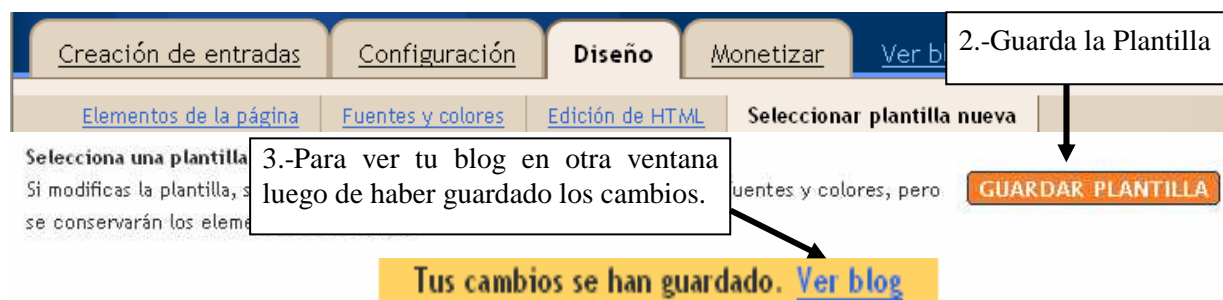 Creación de entradas Configuración Diseño Monetizar Ver bl
2.-Guarda la Plantilla
Elementos de la página Fuentes y colores Edición de HTML Seleccionar plantilla nueva
Selecciona una plantilla
3.-Para ver tu blog en otra ventana
luego de haber guardado los cambios.
Si modificas la plantilla, s uentes y colores, pero
GUARDAR PLANTILLA
se conservarán los eleme
Tus cambios se han guardado. Ver blog